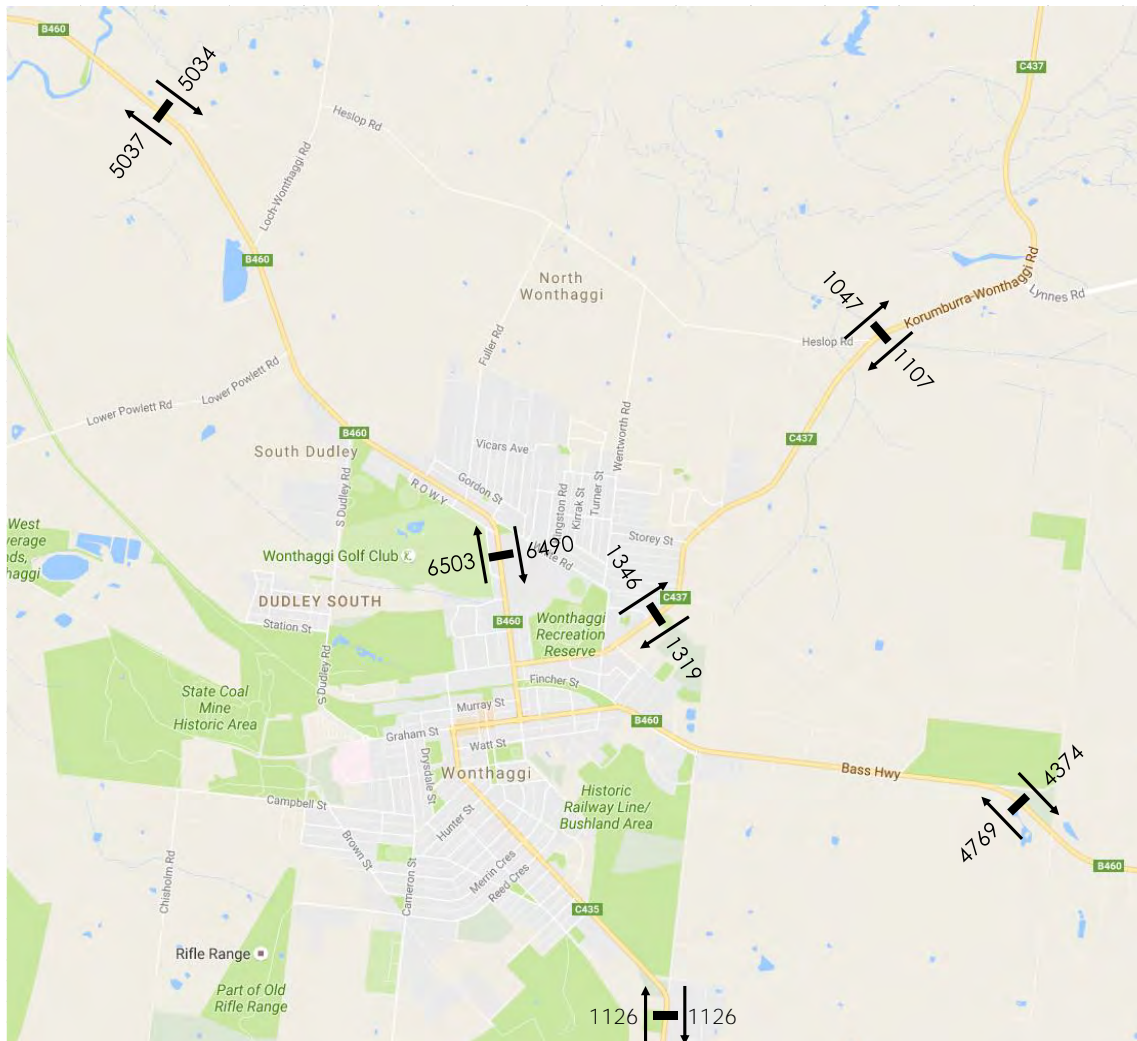 B460
5034
C437
Heslop Rd
5037
Loch-Wonthaggi Rd
B460
North
Wonthaggi
Korumburra-Wonthaggi Rd
Lynnes Rd
1047
Fuller Rd
Heslop Rd
1107
Lower Powlett Rd
Lower Powlett Rd
B460
C437
South Dudley
Vicars Ave
Wentworth Rd
Gordon St
S Dudley Rd
Kirrak St
Turner St
West
Storey St
6490
Wonthaggi Golf Club
6503
1346
DUDLEY SOUTH
C437
Station St
B460
Wonthaggi
Recreation
Reserve
1319
S Dudley Rd
Fincher St
State Coal
Mine
Historic Area
Murray St
B460
Graham St
Watt St
Drysdale St
Wonthaggi
Bass Hwy
4374
Historic
Railway Line/
Bushland Area
Campbell St
Hunter St
4769
Brown St
Merrin Cres
Reed Cres
B460
Chisholm Rd
Cameron St
C435
Rifle Range
Part of Old
Rifle Range
1126
1126